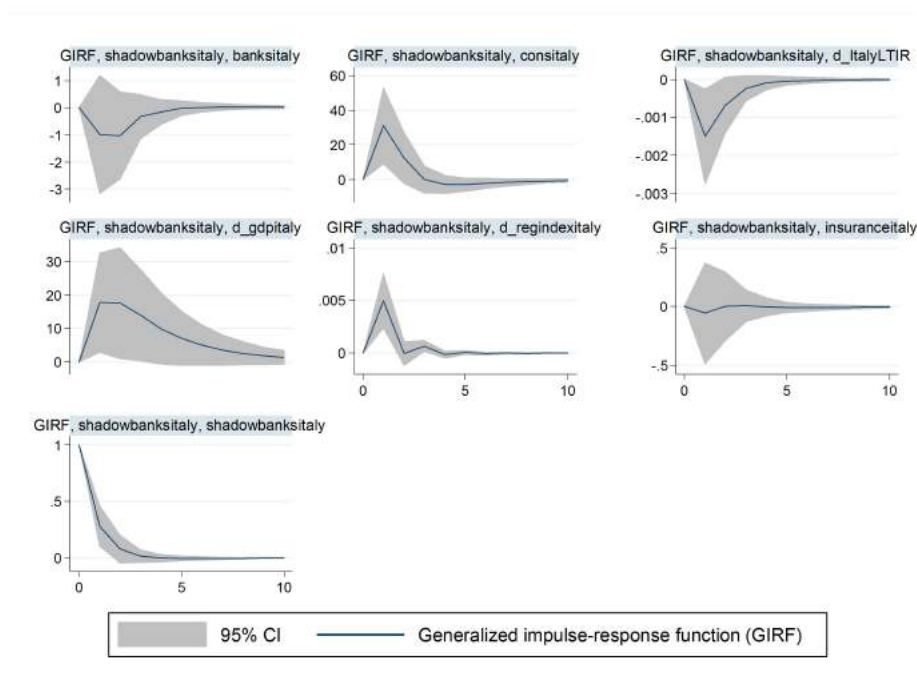 GIRF, shadowbanksitaly, banksitaly
1
0
-1
-2
-3
GIRF, shadowbanksitaly, consitaly
60
40
20
0
GIRF, shadowbanksitaly, d_ItalyLTIR
0
-.001
-.002
-.003
GIRF, shadowbanksitaly, d_gdpitaly
30
20
10
0
GIRF, shadowbanksitaly, d_regindexitaly
.01
.005
0
0 5 10
GIRF, shadowbanksitaly, insuranceitaly
.5
0
-.5
0 5 10
GIRF, shadowbanksitaly, shadowbanksitaly
1
.5
0
0 5 10
95% CI Generalized impulse-response function (GIRF)